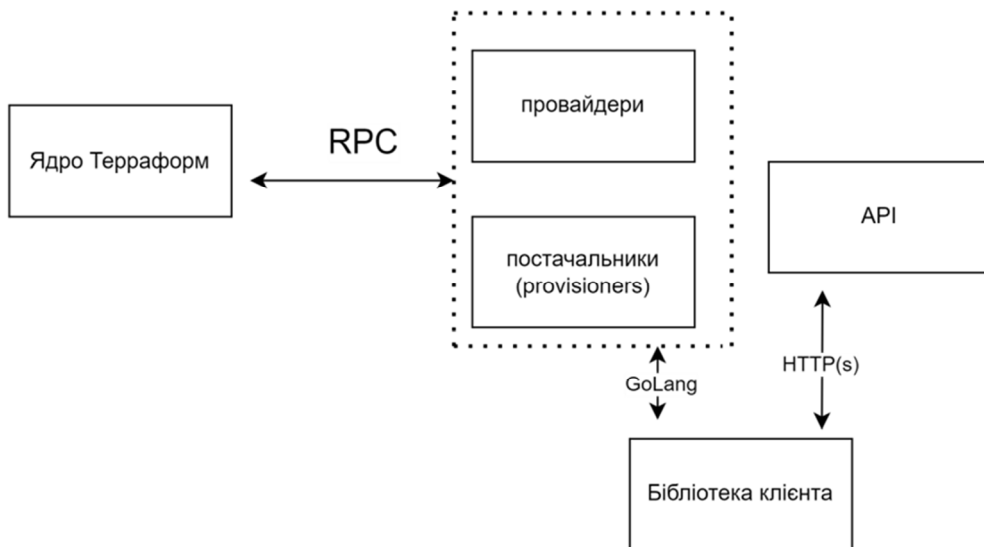 провайдери
Ядро Терраформ
RPC
API
постачальники
(provisioners)
GoLang
HTTP(s)
Бібліотека клієнта